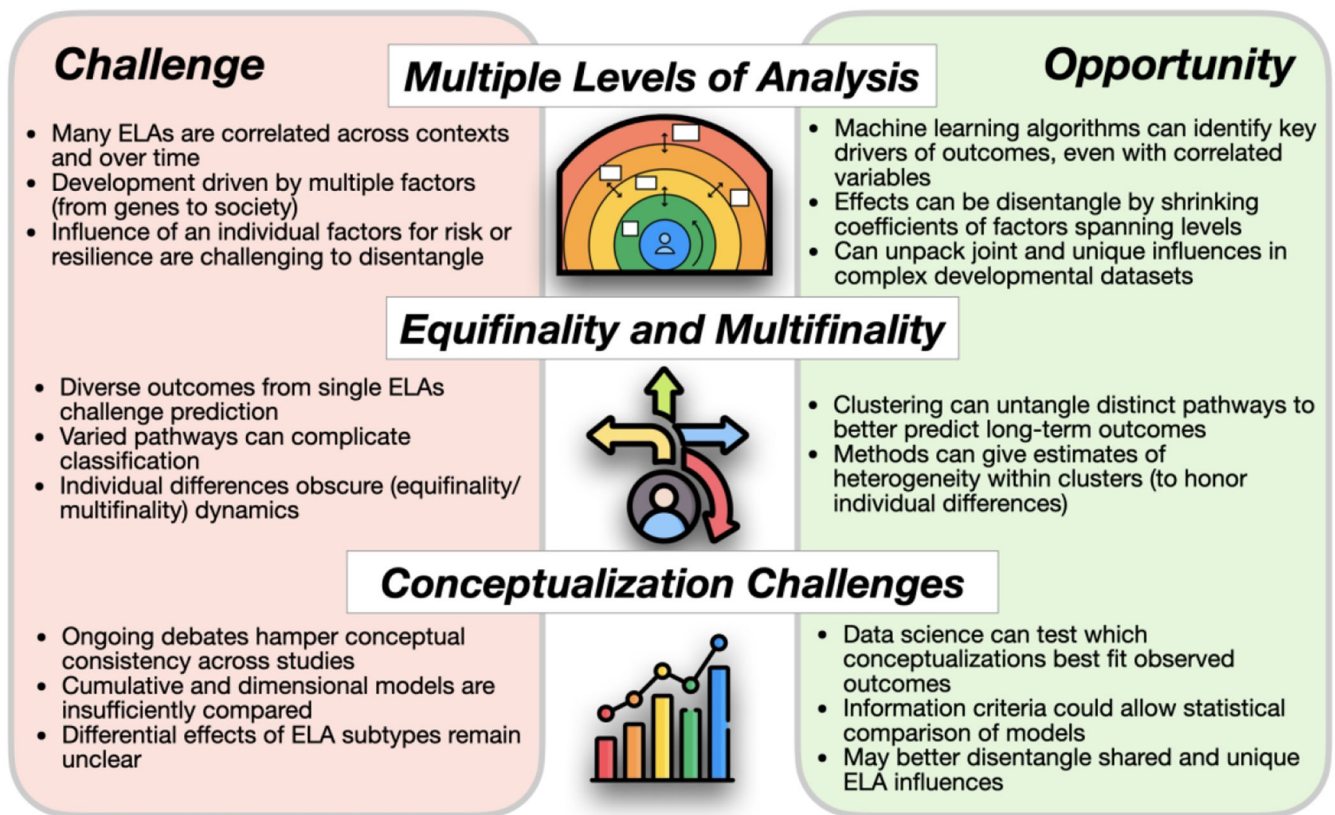 Challenge
Multiple Levels of Analysis
Opportunity
• Many ELAs are correlated across contexts
and over time
• Development driven by multiple factors
(from genes to society)
• Influence of an individual factors for risk or
resilience are challenging to disentangle
• Machine learning algorithms can identify key
drivers of outcomes, even with correlated
variables
• Effects can be disentangle by shrinking
coefficients of factors spanning levels
• Can unpack joint and unique influences in
complex developmental datasets
Equifinality and Multifinality
• Diverse outcomes from single ELAs
challenge prediction
• Varied pathways can complicate
classification
• Individual differences obscure (equifinality/
multifinality) dynamics
• Clustering can untangle distinct pathways to
better predict long-term outcomes
• Methods can give estimates of
heterogeneity within clusters (to honor
individual differences)
Conceptualization Challenges
• Ongoing debates hamper conceptual
consistency across studies
• Cumulative and dimensional models are
insufficiently compared
• Differential effects of ELA subtypes remain
unclear
• Data science can test which
conceptualizations best fit observed
outcomes
• Information criteria could allow statistical
comparison of models
• May better disentangle shared and unique
ELA influences